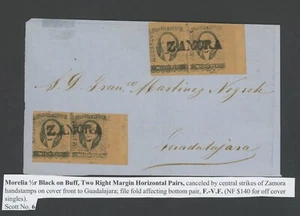 ZAMORA
S. D. Franco Martinez Negrete
ZAMORA
Guadalajara
Morelia ½r Black on Buff, Two Right Margin Horizontal Pairs, canceled by central strikes of Zamora
handstamps on cover front to Guadalajara; file fold affecting bottom pair, F.-V.F. (NF $140 for off cover
singles).
Scott No. 6